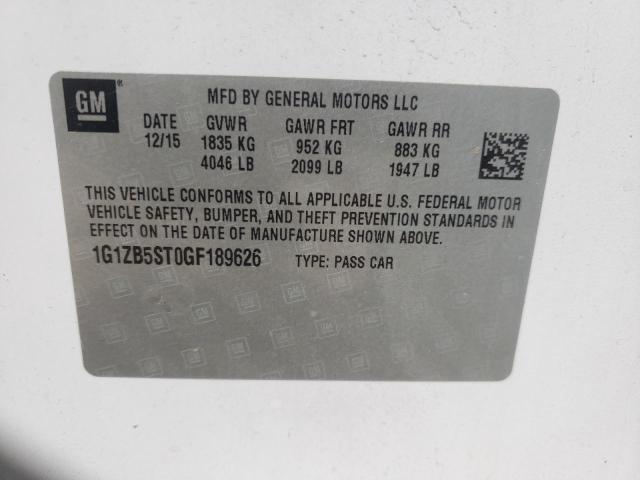 GM
MFD BY GENERAL MOTORS LLC
DATE GVWR GAWR FRT GAWR RR
12/15 1835 KG 952 KG 883 KG
4046 LB 2099 LB 1947 LB
THIS VEHICLE CONFORMS TO ALL APPLICABLE U.S. FEDERAL MOTOR
VEHICLE SAFETY, BUMPER, AND THEFT PREVENTION STANDARDS IN
EFFECT ON THE DATE OF MANUFACTURE SHOWN ABOVE.
1G1ZB5ST0GF189626 TYPE: PASS CAR